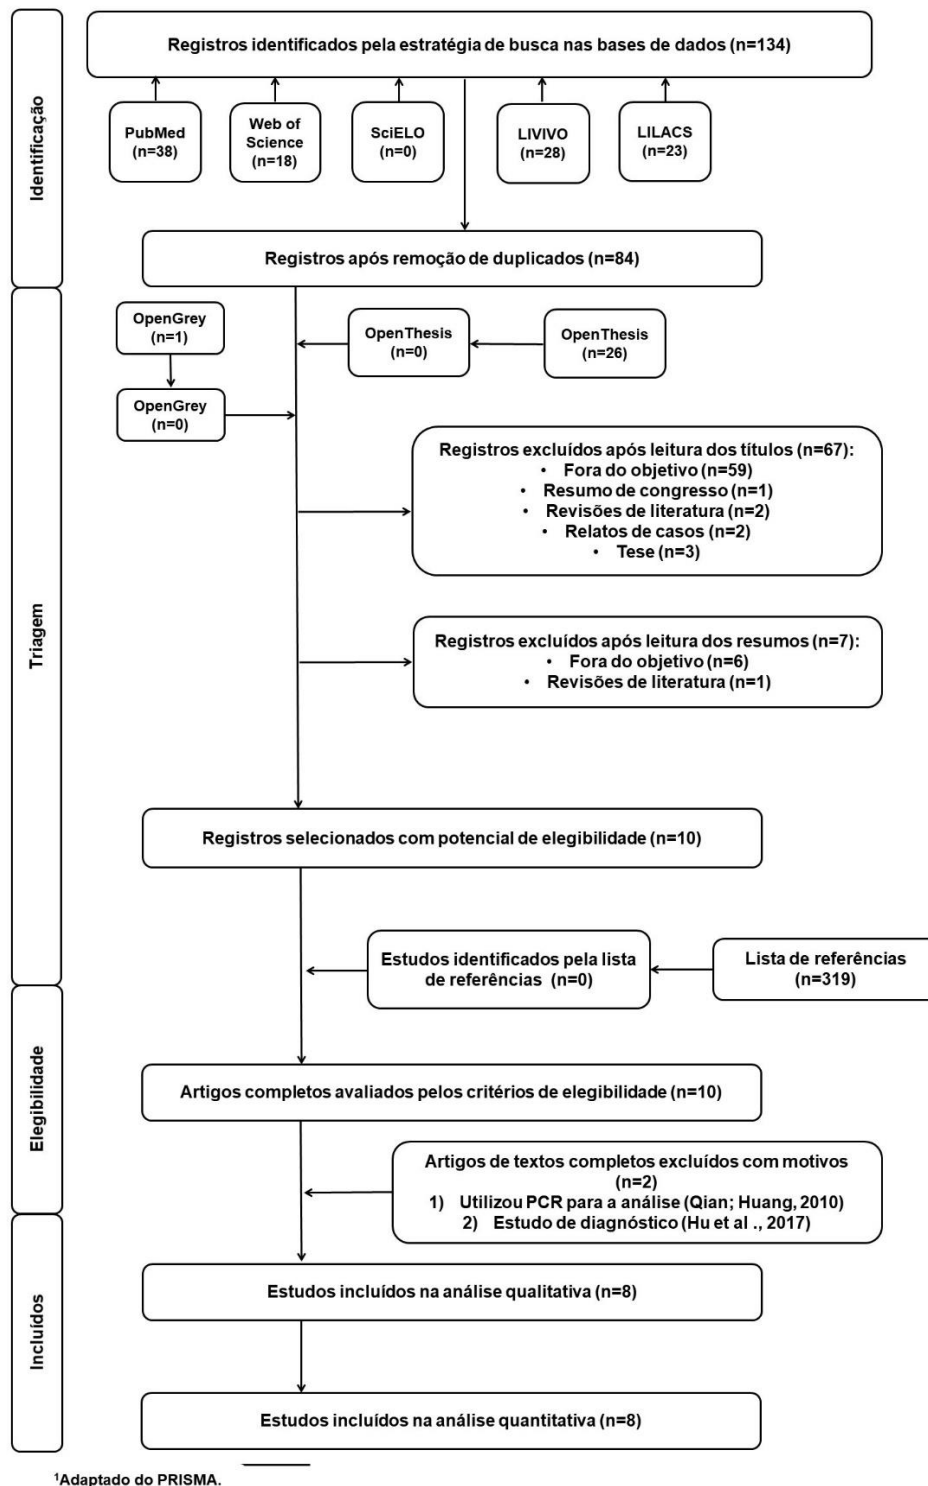 Identificação
Registros identificados pela estratégia de busca nas bases de dados (n=134)
PubMed
(n=38)
Web of
Science
(n=18)
SciELO
(n=0)
LIVIVO
(n=28)
LILACS
(n=23)
Registros após remoção de duplicados (n=84)
Triagem
OpenGrey
(n=1)
OpenThesis
(n=0)
OpenThesis
(n=26)
OpenGrey
(n=0)
Registros excluídos após leitura dos títulos (n=67):
• Fora do objetivo (n=59)
• Resumo de congresso (n=1)
• Revisões de literatura (n=2)
• Relatos de casos (n=2)
• Tese (n=3)
Registros excluídos após leitura dos resumos (n=7):
• Fora do objetivo (n=6)
• Revisões de literatura (n=1)
Registros selecionados com potencial de elegibilidade (n=10)
Estudos identificados pela lista
de referências (n=0)
Lista de referências
(n=319)
Elegibilidade
Artigos completos avaliados pelos critérios de elegibilidade (n=10)
Artigos de textos completos excluídos com motivos
(n=2)
1) Utilizou PCR para a análise (Qian; Huang, 2010)
2) Estudo de diagnóstico (Hu et al ., 2017)
Incluídos
Estudos incluídos na análise qualitativa (n=8)
Estudos incluídos na análise quantitativa (n=8)
¹Adaptado do PRISMA.